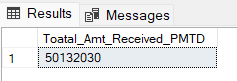 Results Messages
Toatal_Amt_Received_PMTD
1 50132030